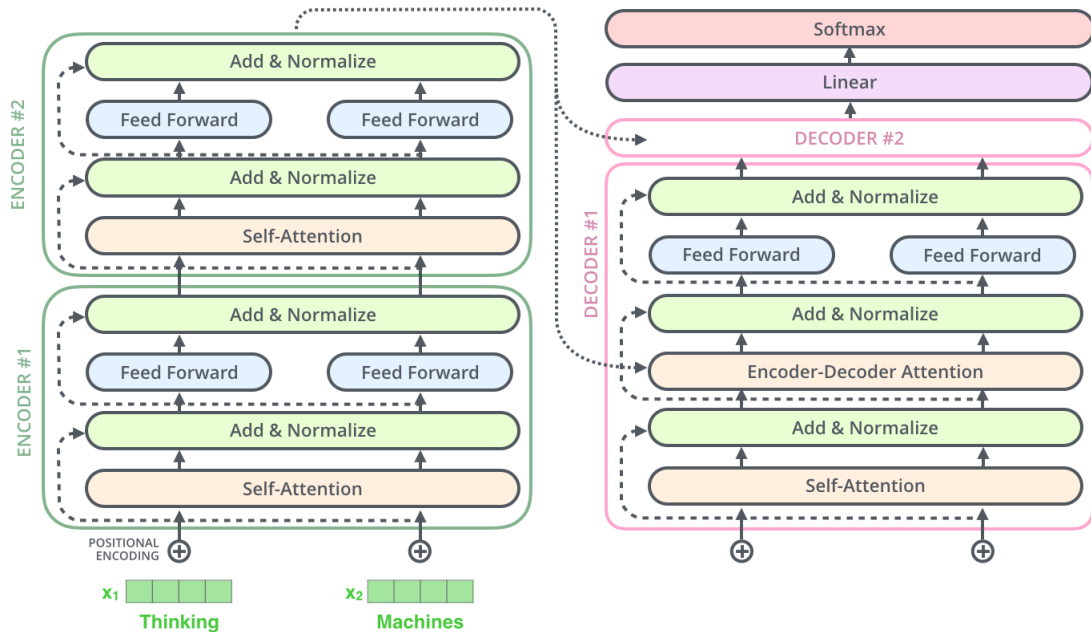 ENCODER #2
Add & Normalize
Feed Forward
Feed Forward
Add & Normalize
Self-Attention
ENCODER #1
Add & Normalize
Feed Forward
Feed Forward
Add & Normalize
Self-Attention
POSITIONAL
ENCODING
x₁
x₂
Thinking
Machines
Softmax
Linear
DECODER #2
DECODER #1
Add & Normalize
Feed Forward
Feed Forward
Add & Normalize
Encoder-Decoder Attention
Add & Normalize
Self-Attention